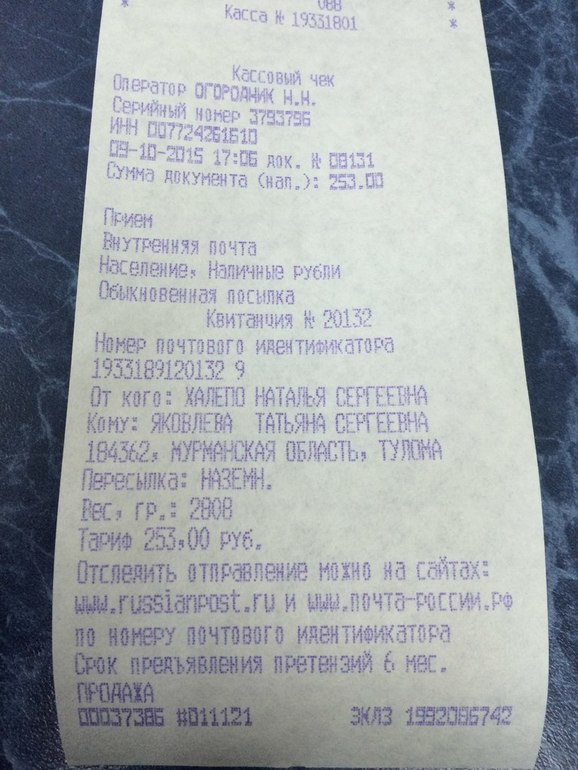 * *
Касса № 19331801 *
Кассовый чек
Оператор ОГОРОДНИК Н.Н.
Серийный номер 3793796
ИНН 007724261610
09-10-2015 17:06 док. № 08131
Сумма документа (нал.): 253.00
Прием
Внутренняя почта
Население, Наличные рубли
Обыкновенная посылка
Квитанция № 20132
Номер почтового идентификатора
1933189120132 9
От кого: ХАЛЕПО НАТАЛЬЯ СЕРГЕЕВНА
Кому: ЯКОВЛЕВА ТАТЬЯНА СЕРГЕЕВНА
184362, МУРМАНСКАЯ ОБЛАСТЬ, ТУЛОМА
Пересылка: НАЗЕМН.
Вес, гр.: 2808
Тариф 253,00 руб.
Отследить отправление можно на сайтах:
www.russianpost.ru и www.почта-россии.рф
по номеру почтового идентификатора
Срок предъявления претензий 6 мес.
ПРОДАЖА
00037386 #011121 ЭКЛЗ 1992086742